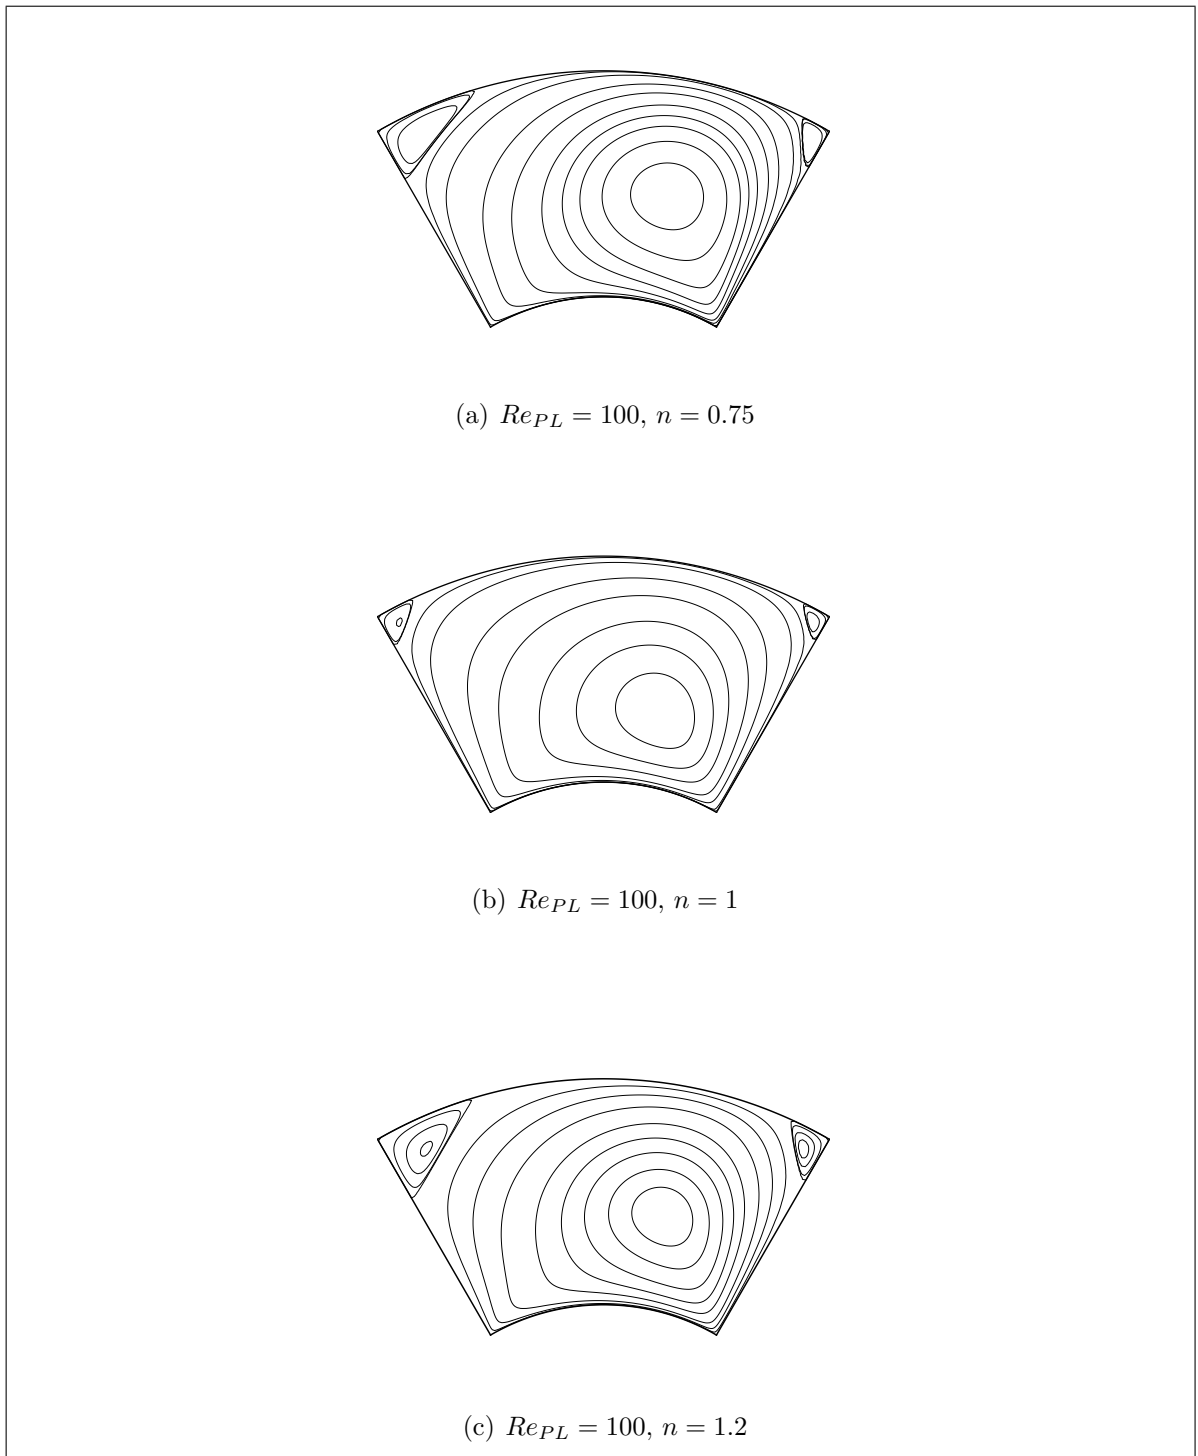 (a) Re_{PL} = 100, n = 0.75
(b) Re_{PL} = 100, n = 1
(c) Re_{PL} = 100, n = 1.2